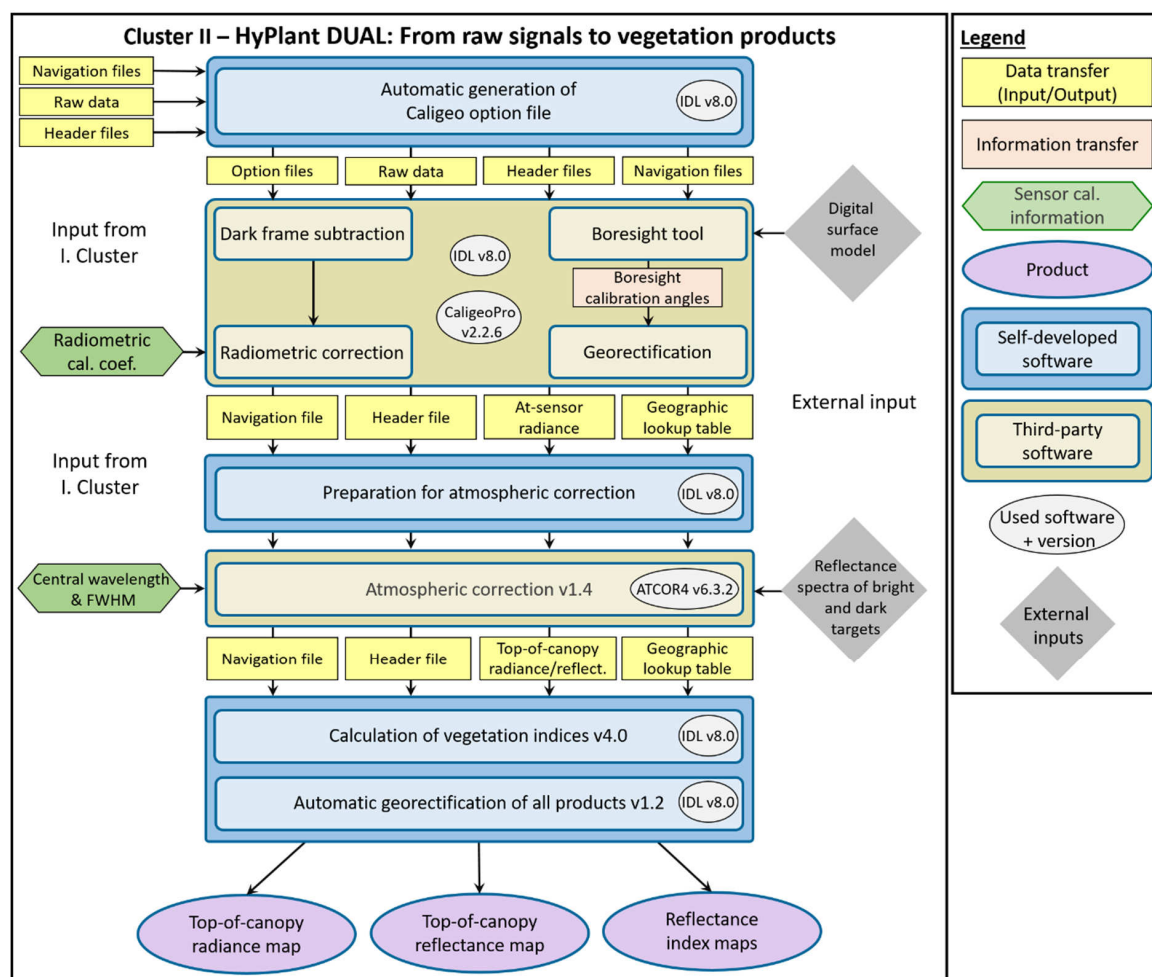 Cluster II – HyPlant DUAL: From raw signals to vegetation products
Navigation files
Raw data
Header files
Automatic generation of
Caligeo option file
IDL v8.0
Option files
Raw data
Header files
Navigation files
Input from
I. Cluster
Dark frame subtraction
IDL v8.0
CaligeoPro
v2.2.6
Boresight tool
Boresight
calibration angles
Digital
surface
model
Radiometric
cal. coef.
Radiometric correction
Georectification
Navigation file
Header file
At-sensor
radiance
Geographic
lookup table
External input
Input from
I. Cluster
Preparation for atmospheric correction
IDL v8.0
Central wavelength
& FWHM
Atmospheric correction v1.4
ATCOR4 v6.3.2
Reflectance
spectra of bright
and dark
targets
Navigation file
Header file
Top-of-canopy
radiance/reflect.
Geographic
lookup table
Calculation of vegetation indices v4.0
IDL v8.0
Automatic georectification of all products v1.2
IDL v8.0
Top-of-canopy
radiance map
Top-of-canopy
reflectance map
Reflectance
index maps
Legend
Data transfer
(Input/Output)
Information transfer
Sensor cal.
information
Product
Self-developed
software
Third-party
software
Used software
+ version
External
inputs